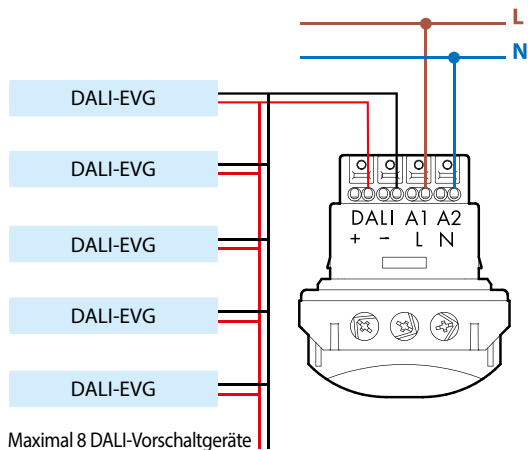 L
N
DALI-EVG
DALI-EVG
DALI-EVG
DALI-EVG
DALI-EVG
DALI A1 A2
+ − L N
Maximal 8 DALI-Vorschaltgeräte